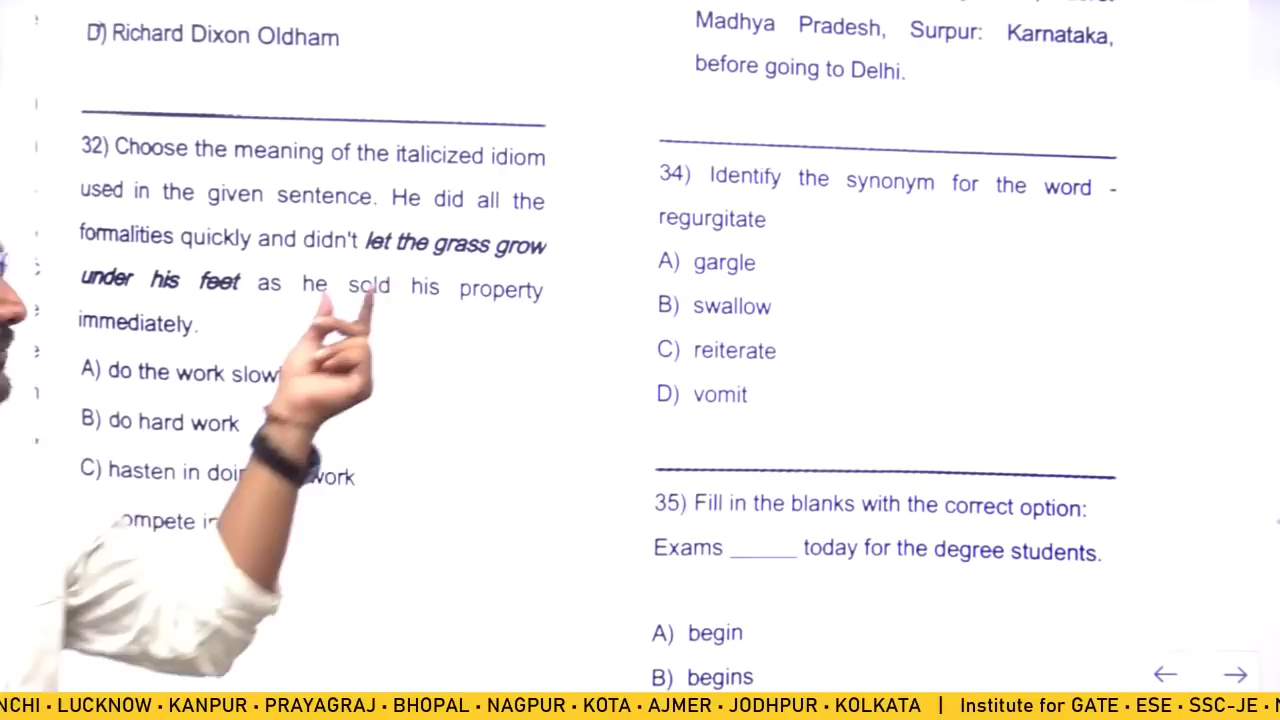 D) Richard Dixon Oldham
32) Choose the meaning of the italicized idiom
used in the given sentence. He did all the
formalities quickly and didn't let the grass grow
under his feet as he sold his property
immediately.
A) do the work
B) do hard work
C) hasten in work
Madhya Pradesh, Surpur: Karnataka,
before going to Delhi.
34) Identify the synonym for the word -
regurgitate
A) gargle
B) swallow
C) reiterate
D) vomit
35) Fill in the blanks with the correct option:
Exams ______ today for the degree students.
A) begin
B) begins
LUCKNOW • KANPUR • PRAYAGRAJ • BHOPAL • NAGPUR • KOTA • AJMER • JODHPUR • KOLKATA | Institute for GATE • ESE • SSC-JE •